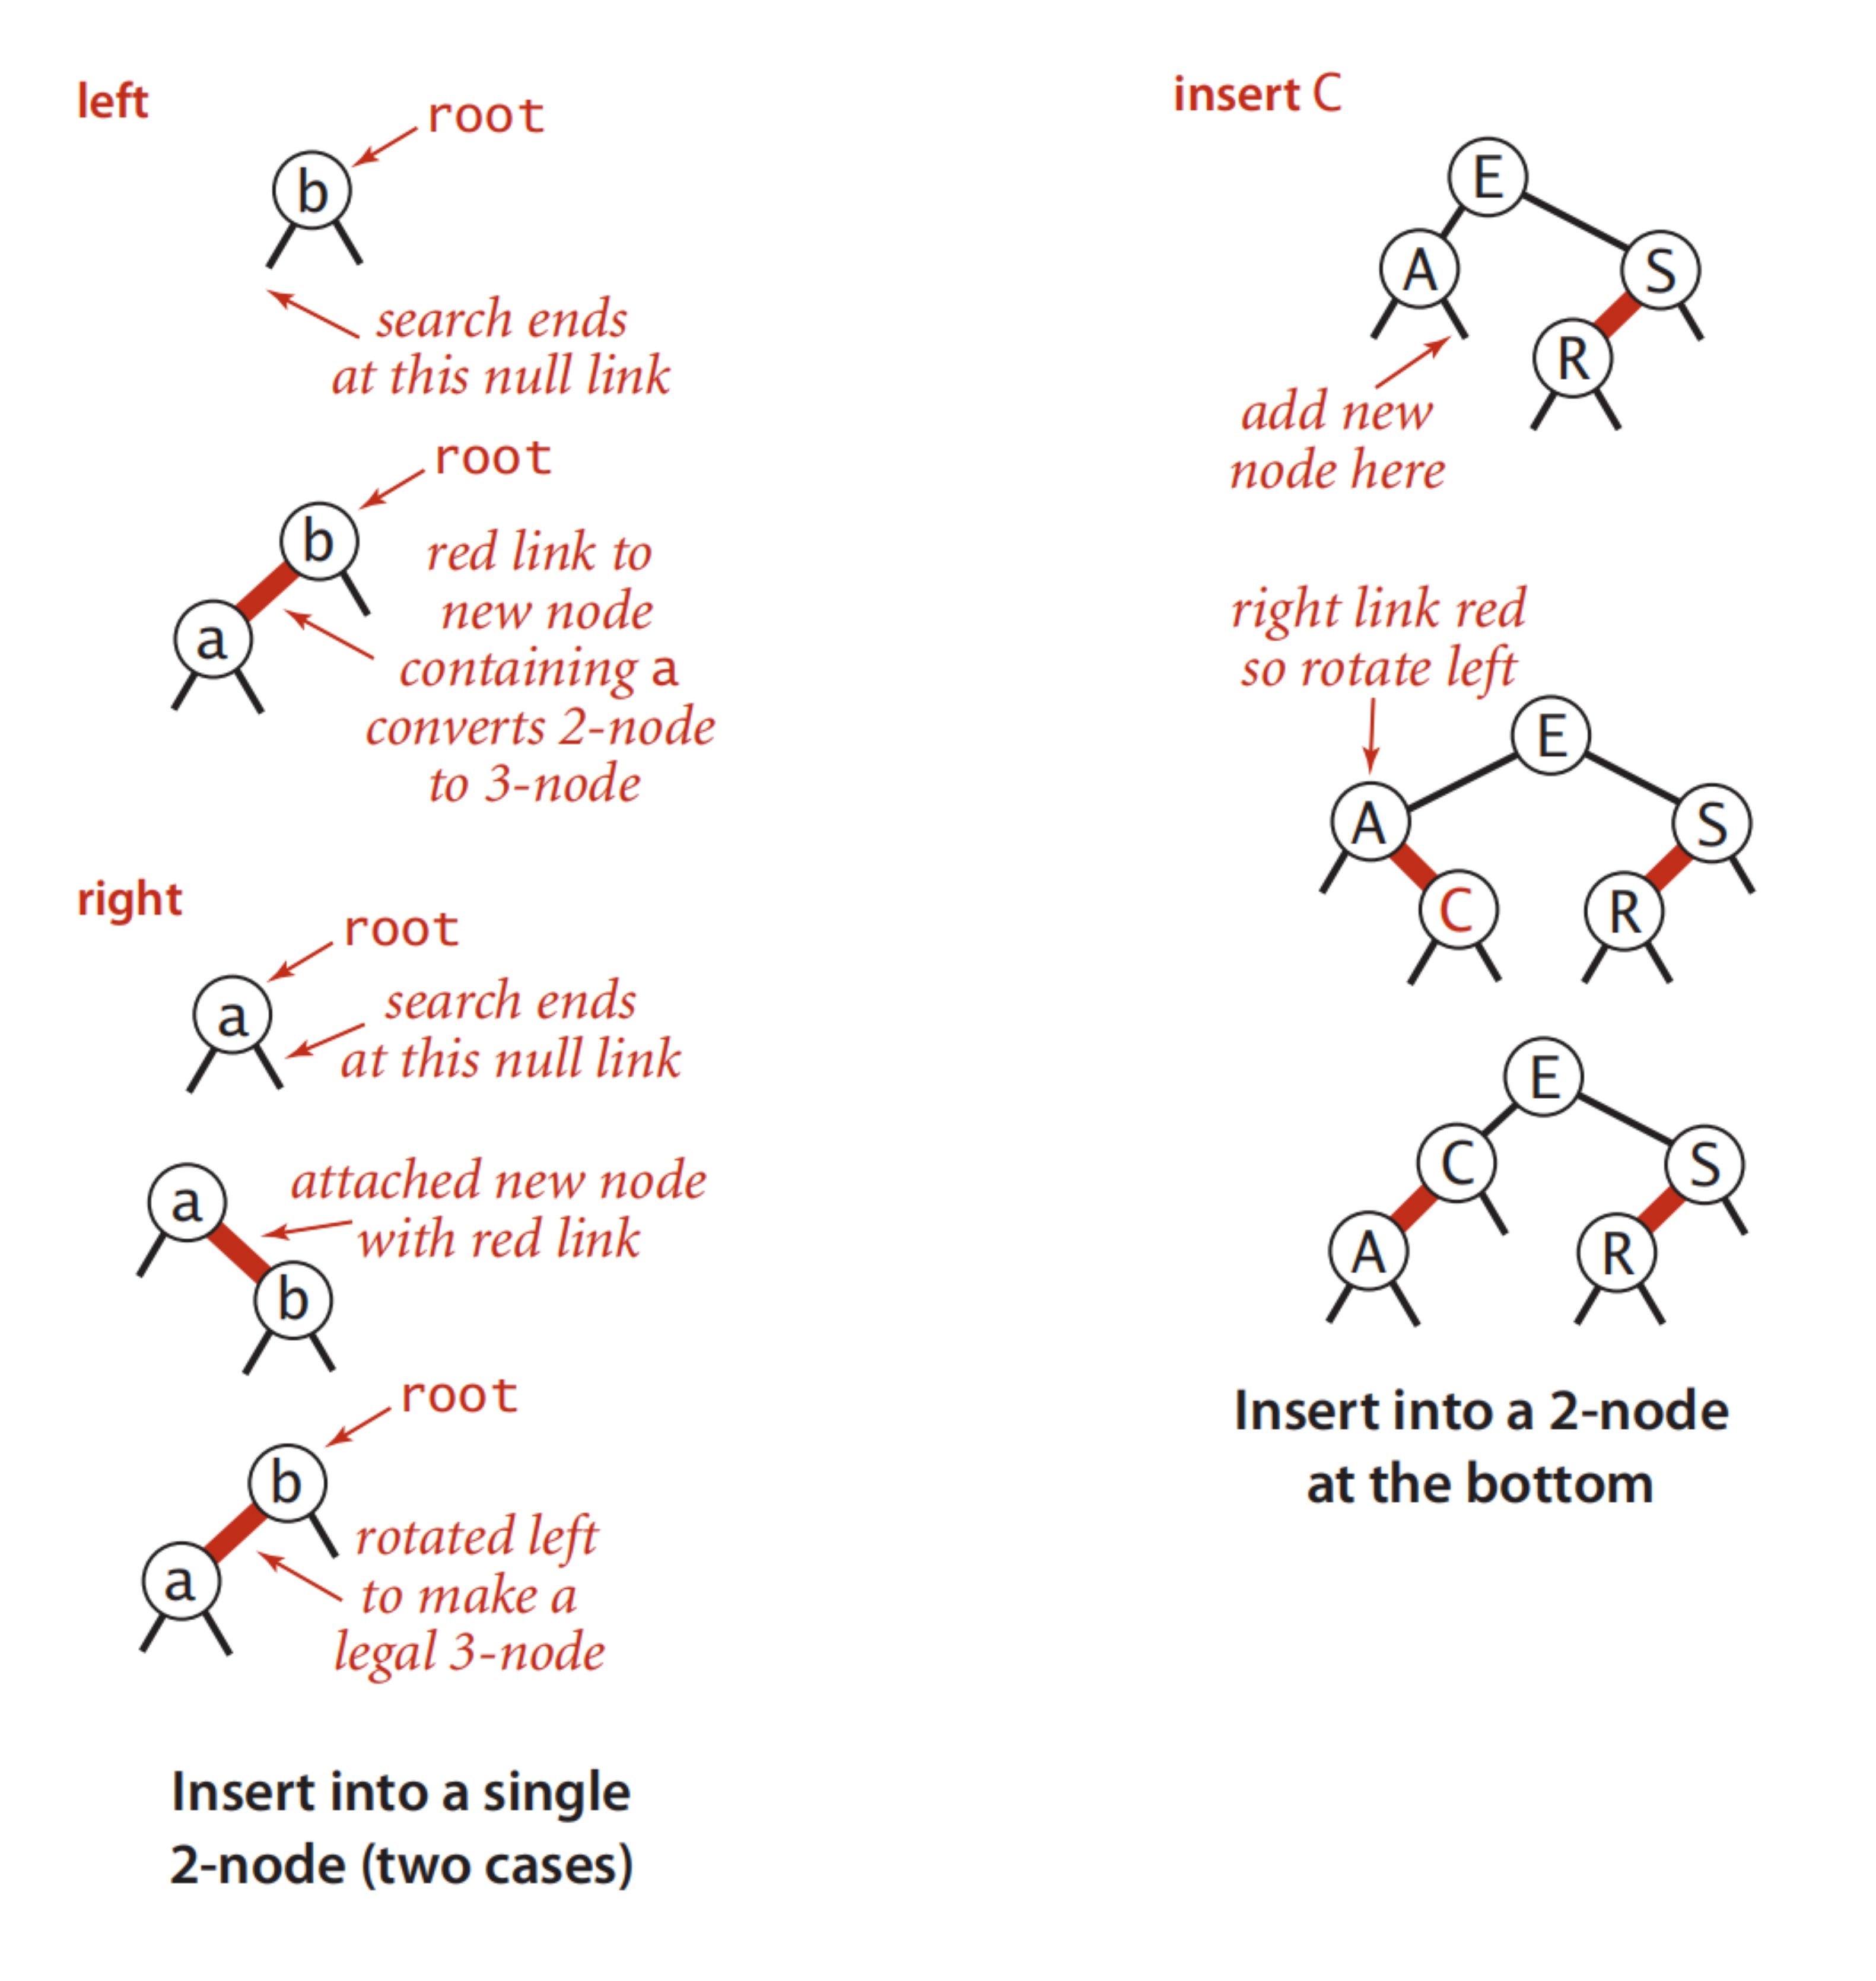 left
root
b
search ends
at this null link
root
b
red link to
new node
a
containing a
converts 2-node
to 3-node
right
root
a
search ends
at this null link
a
attached new node
with red link
b
root
b
rotated left
to make a
a
legal 3-node
Insert into a single
2-node (two cases)
insert C
E
A
S
R
add new
node here
right link red
so rotate left
E
A
S
C
R
E
C
S
A
R
Insert into a 2-node
at the bottom